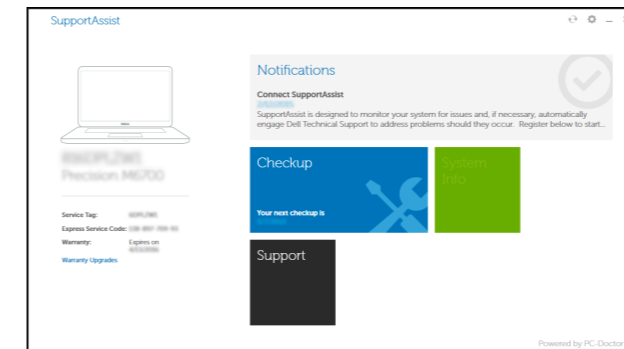 SupportAssist
Precision M6700
Service Tag:
Express Service Code:
Warranty: Expires on
Warranty Upgrades
Notifications
Connect SupportAssist
SupportAssist is designed to monitor your system for issues and, if necessary, automatically
engage Dell Technical Support to address problems should they occur. Register below to start...
Checkup
Your next checkup is
System
Info
Support
Powered by PC-Doctor